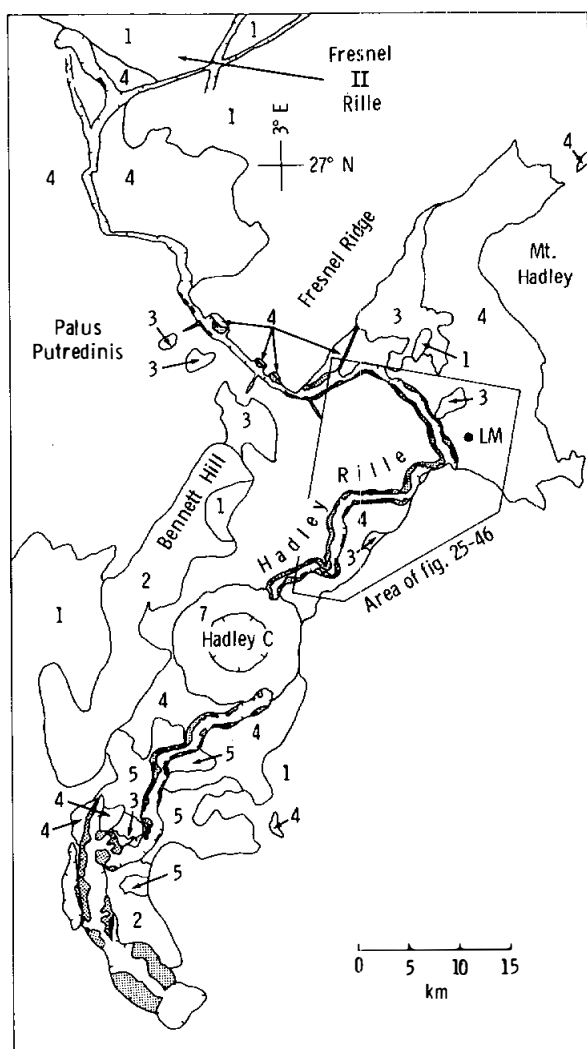 1
1
Fresnel
II
Rille
4
1
3° E
27° N
4
4
4
Mt.
Hadley
Fresnel Ridge
3
4
4
Palus
Putredinis
3
3
1
3
3
LM
Bennett Hill
1
Hadley Rille
4
3
2
Area of fig. 25-46
1
7
Hadley C
4
4
5
5
1
4
3
4
5
4
5
2
0 5 10 15
km